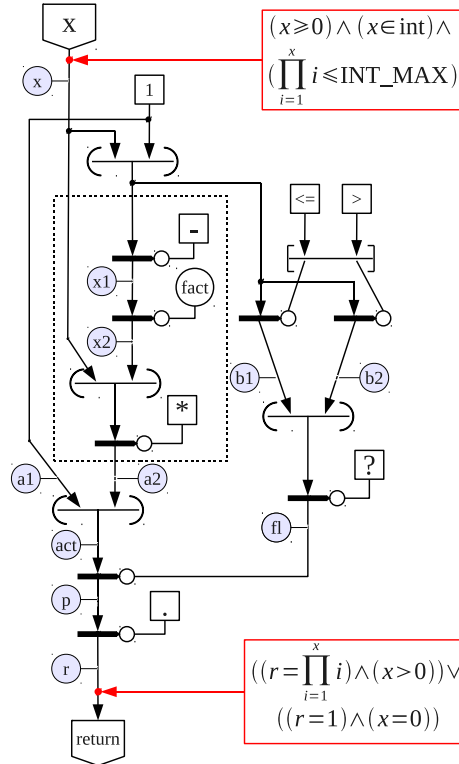 x
(x⩾0)∧(x∈int)∧
(∏_{i=1}^{x} i⩽INT_MAX)
x
1
<=
>
-
x1
fact
x2
b1
b2
*
?
a1
a2
fl
act
p
.
r
((r=∏_{i=1}^{x} i)∧(x>0))∨
((r=1)∧(x=0))
return